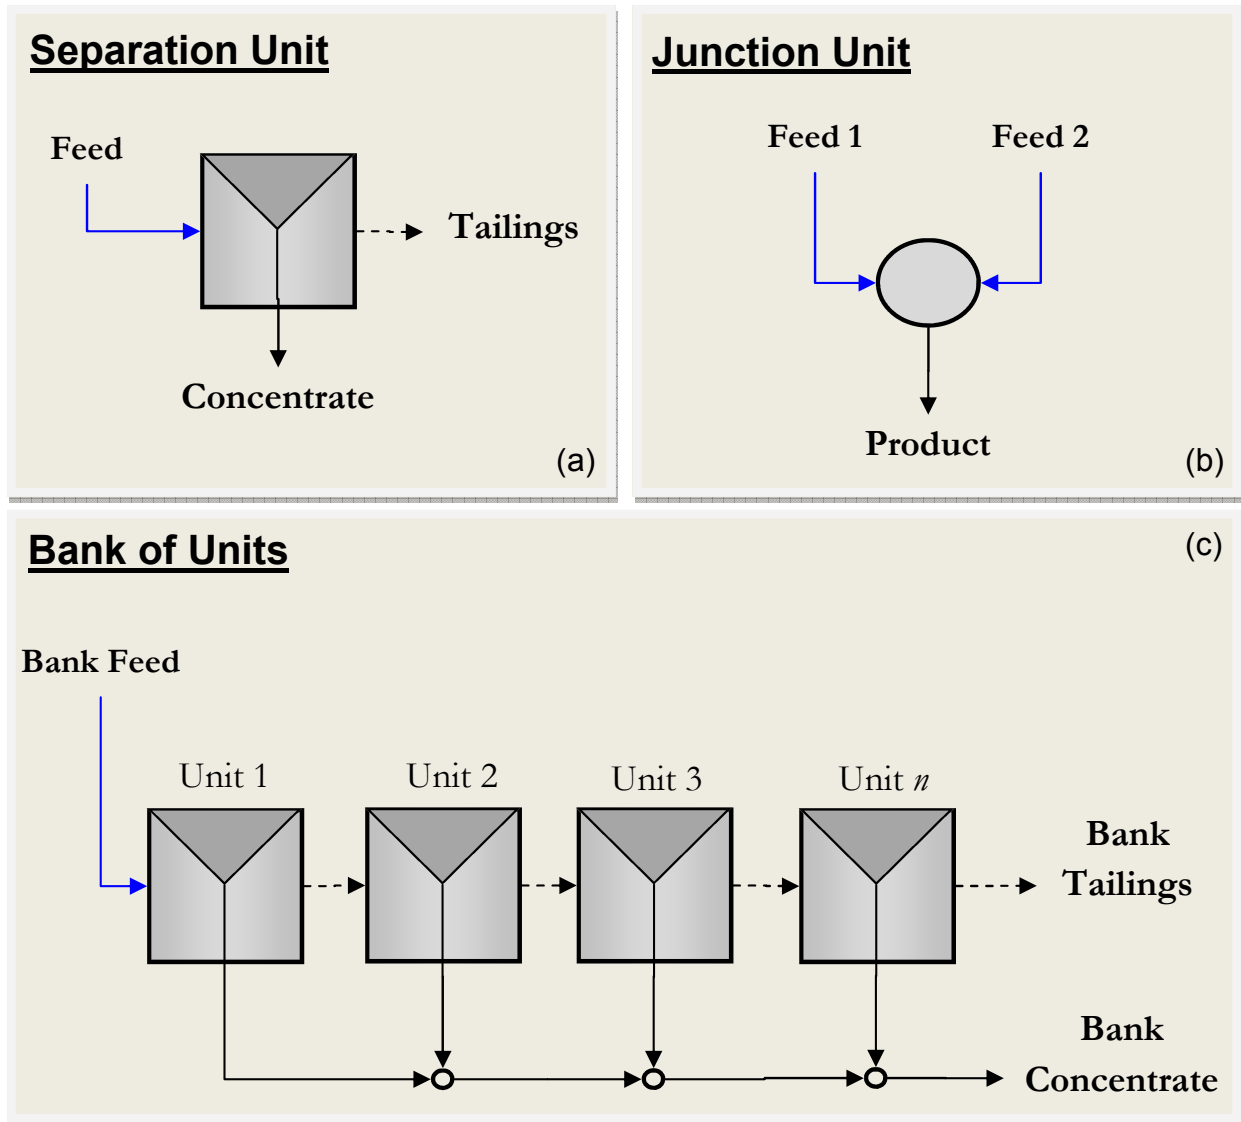 Separation Unit
Feed
Tailings
Concentrate
(a)
Junction Unit
Feed 1
Feed 2
Product
(b)
Bank of Units
(c)
Bank Feed
Unit 1
Unit 2
Unit 3
Unit n
Bank
Tailings
Bank
Concentrate